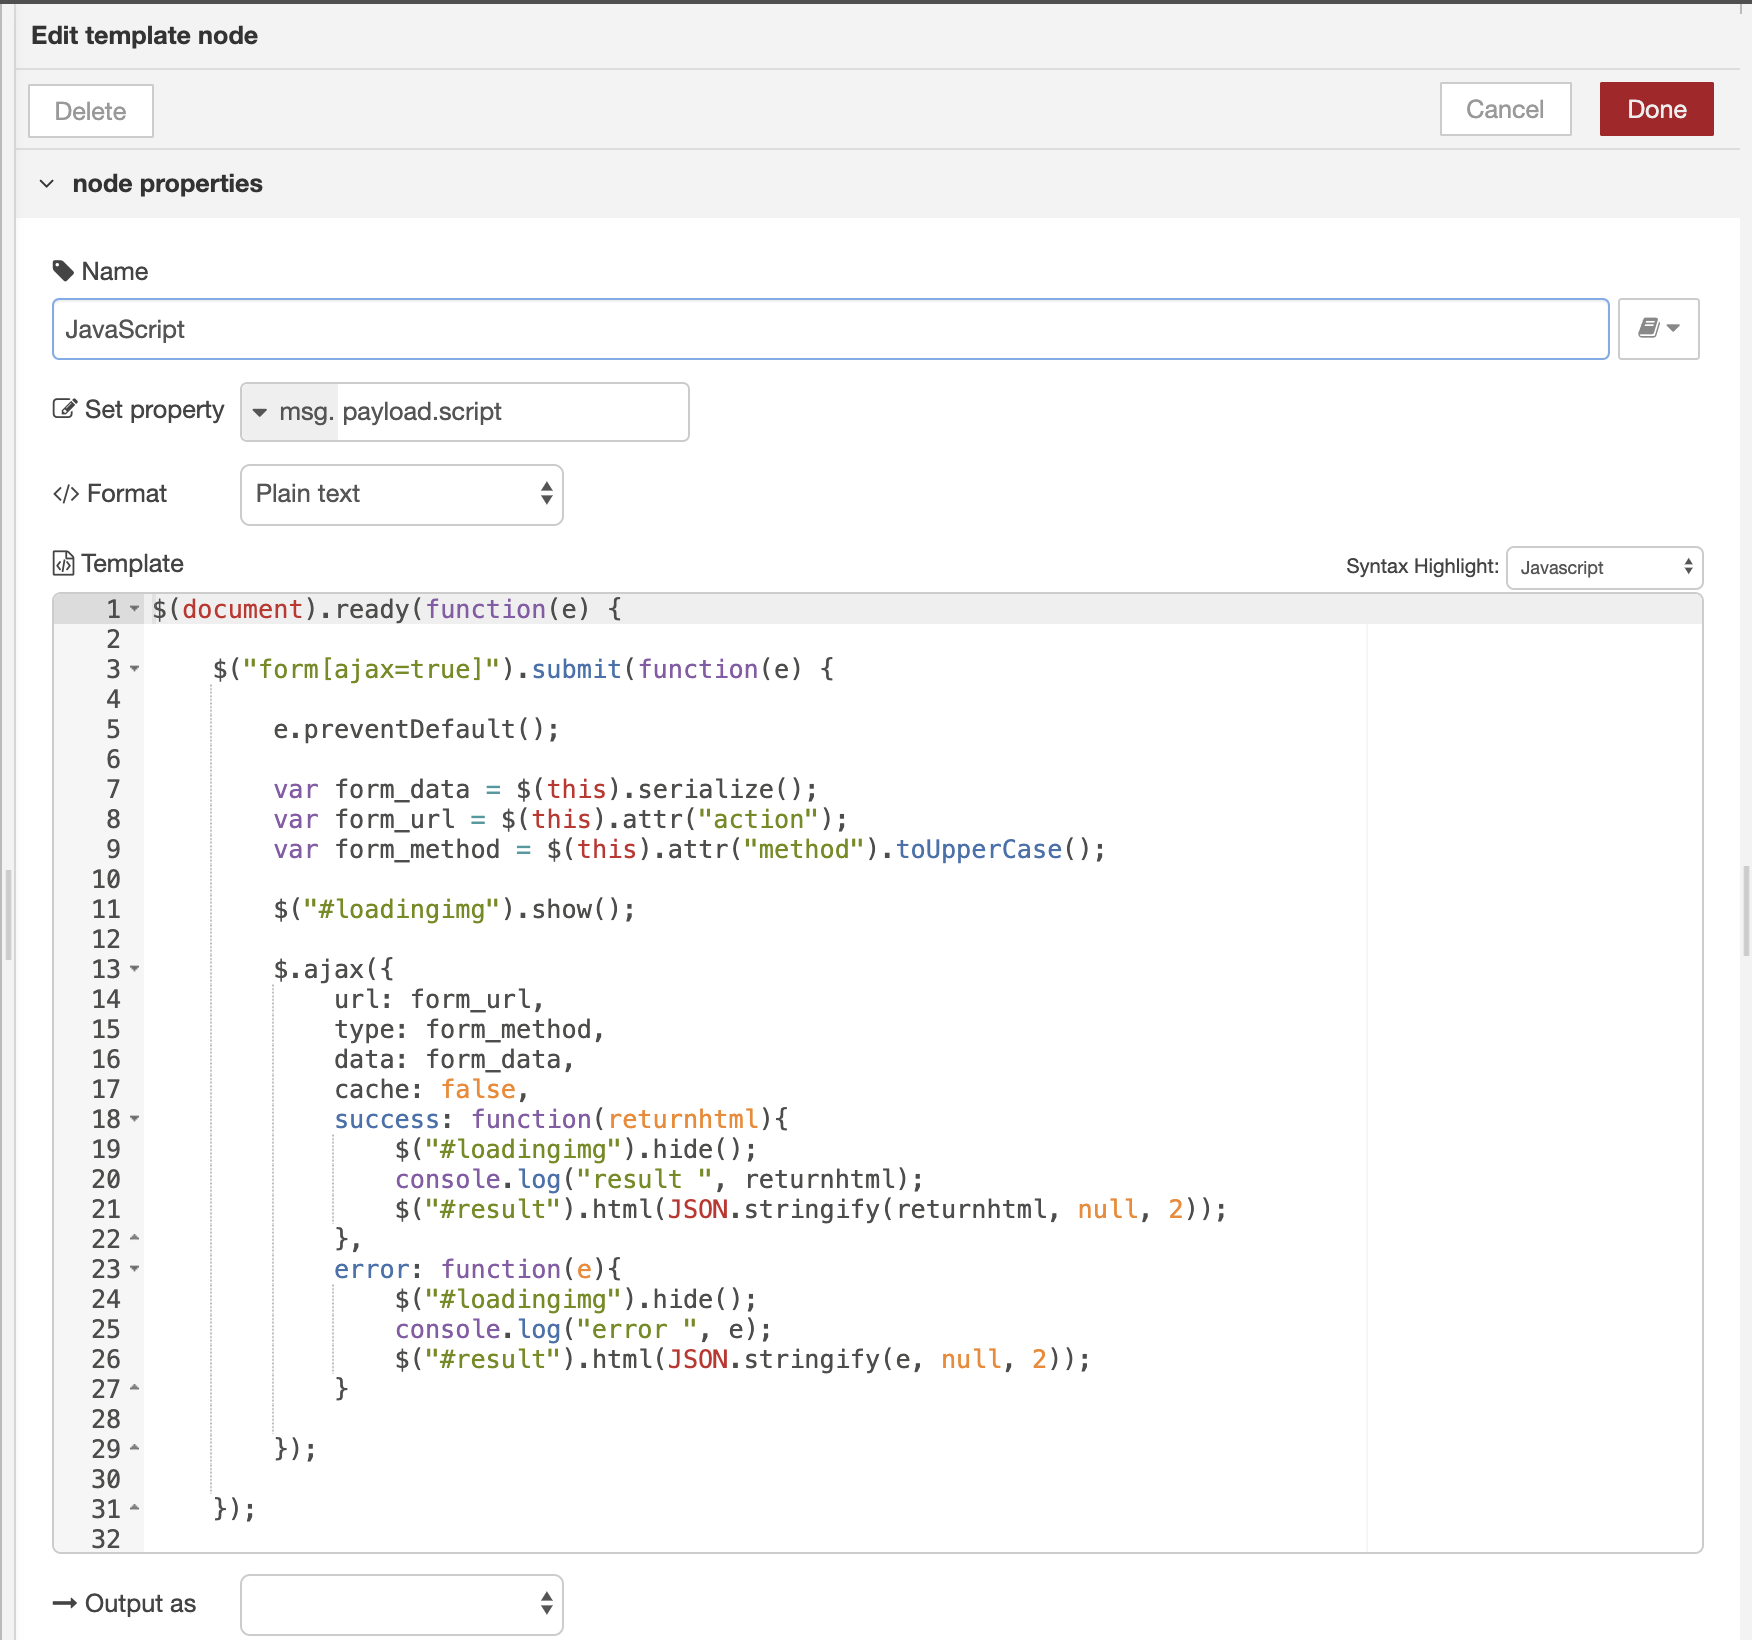 Edit template node
Delete
Cancel
Done
node properties
Name
JavaScript
Set property
msg. payload.script
</> Format
Plain text
Template
Syntax Highlight: Javascript
1 $(document).ready(function(e) {
2
3     $("form[ajax=true]").submit(function(e) {
4
5         e.preventDefault();
6
7         var form_data = $(this).serialize();
8         var form_url = $(this).attr("action");
9         var form_method = $(this).attr("method").toUpperCase();
10
11         $("#loadingimg").show();
12
13         $.ajax({
14             url: form_url,
15             type: form_method,
16             data: form_data,
17             cache: false,
18             success: function(returnhtml){
19                 $("#loadingimg").hide();
20                 console.log("result ", returnhtml);
21                 $("#result").html(JSON.stringify(returnhtml, null, 2));
22             },
23             error: function(e){
24                 $("#loadingimg").hide();
25                 console.log("error ", e);
26                 $("#result").html(JSON.stringify(e, null, 2));
27             }
28
29         });
30
31     });
32
Output as